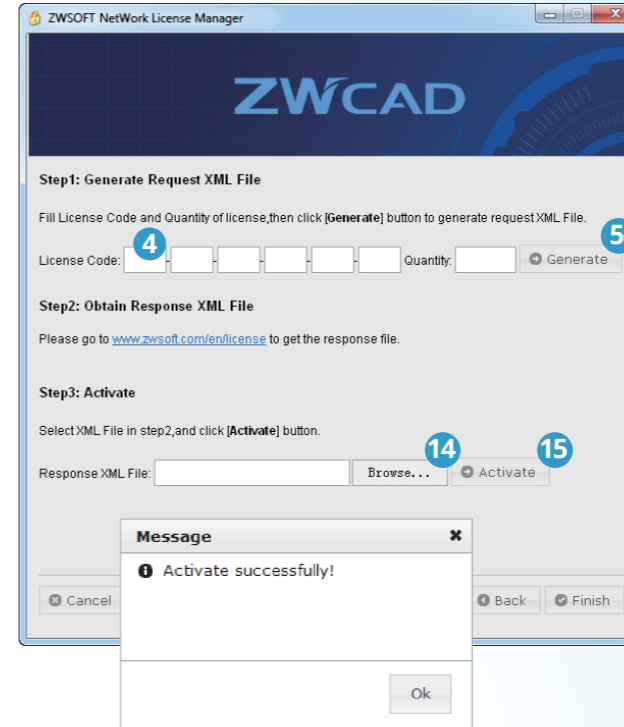 ZWSOFT NetWork License Manager
ZWCAD
Step1: Generate Request XML File
Fill License Code and Quantity of license,then click [Generate] button to generate request XML File.
4
5
License Code: - - - - - Quantity: Generate
Step2: Obtain Response XML File
Please go to www.zwsoft.com/en/license to get the response file.
Step3: Activate
Select XML File in step2,and click [Activate] button.
14
15
Response XML File: Browse... Activate
Message
Activate successfully!
Cancel Back Finish
Ok